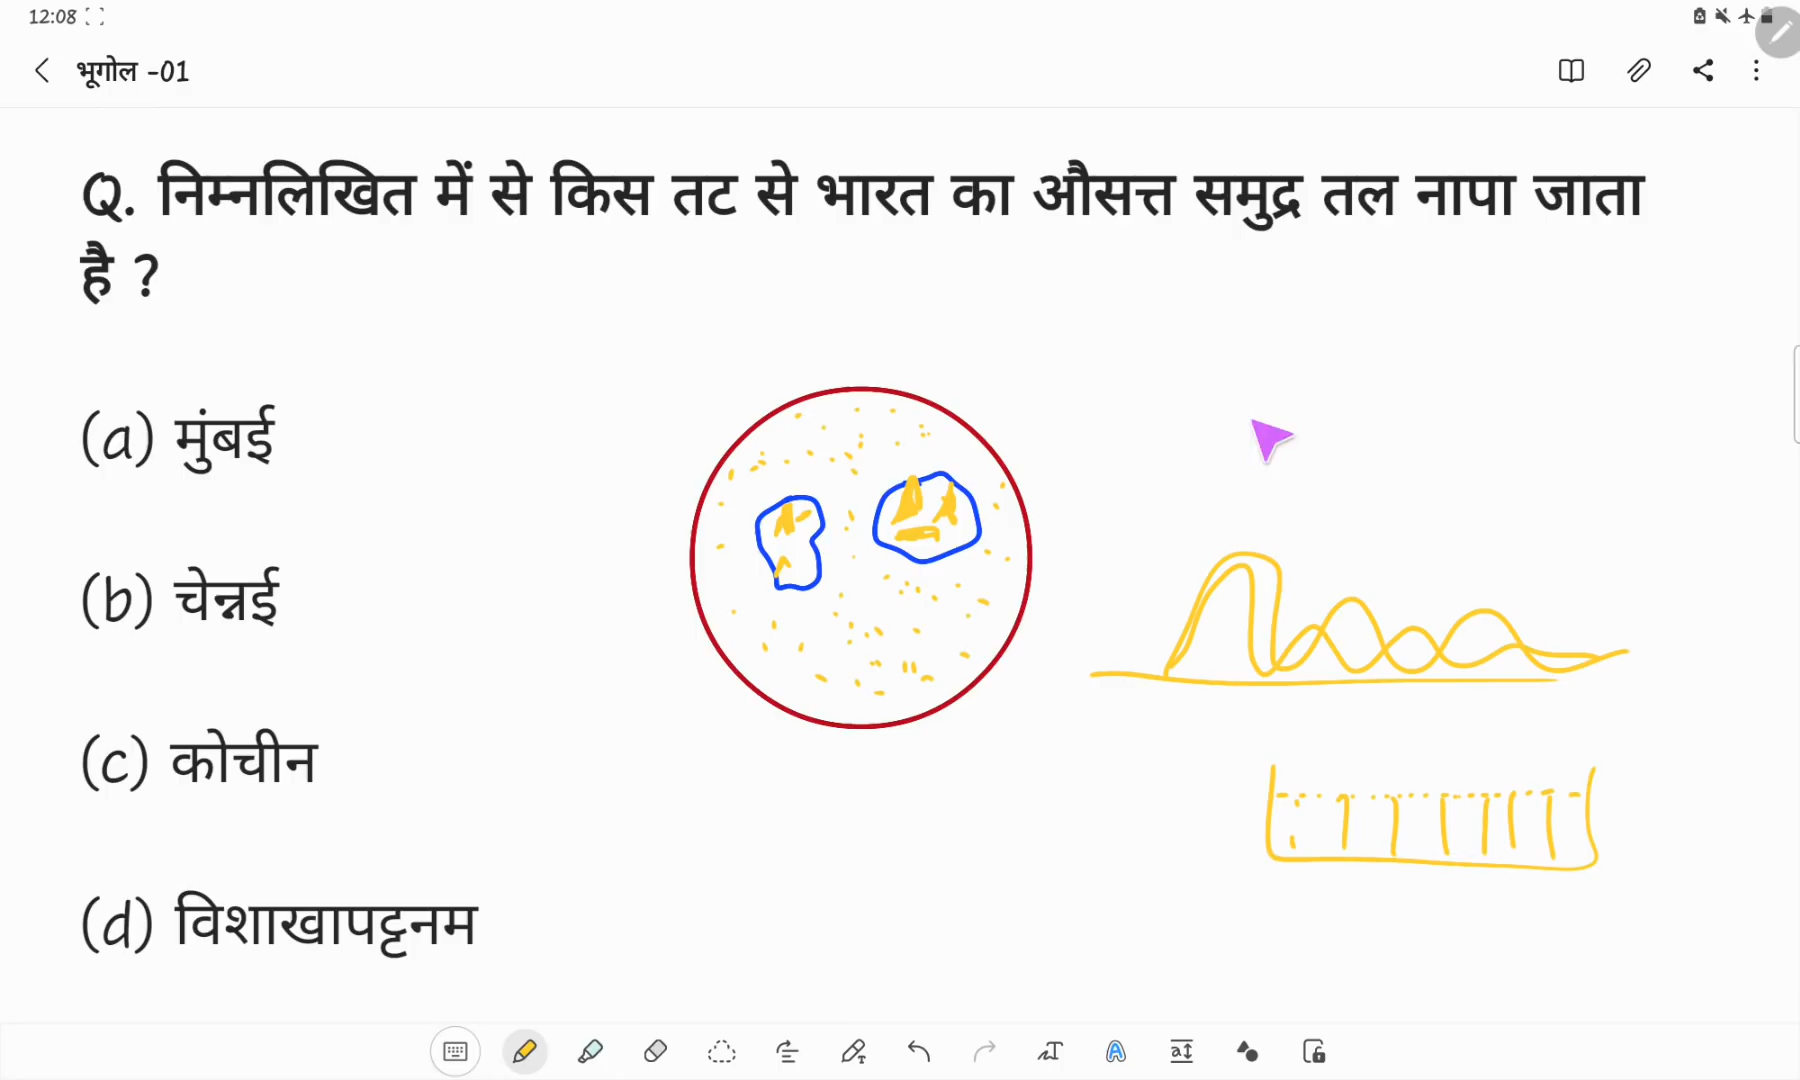 12:08
भूगोल -01
Q. निम्नलिखित में से किस तट से भारत का औसत्त समुद्र तल नापा जाता
है ?
(a) मुंबई
(b) चेन्नई
(c) कोचीन
(d) विशाखापट्टनम